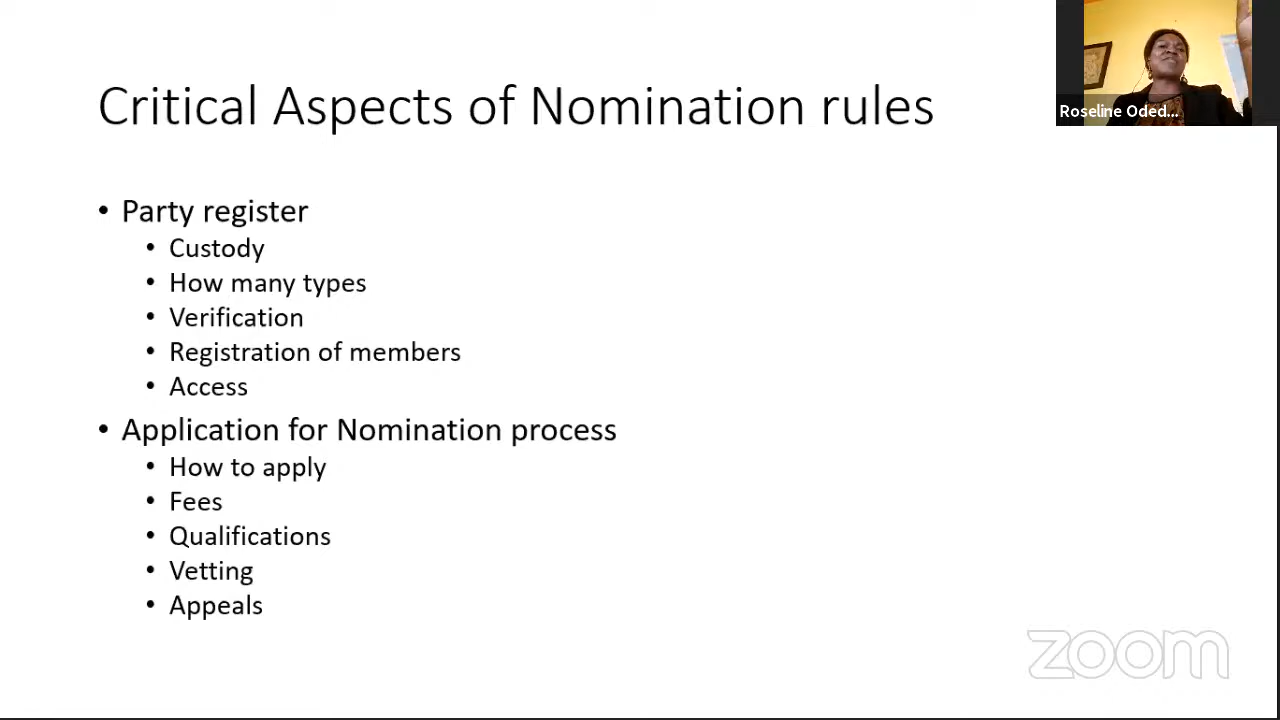 Critical Aspects of Nomination rules
Roseline Oded...
• Party register
• Custody
• How many types
• Verification
• Registration of members
• Access
• Application for Nomination process
• How to apply
• Fees
• Qualifications
• Vetting
• Appeals
zoom